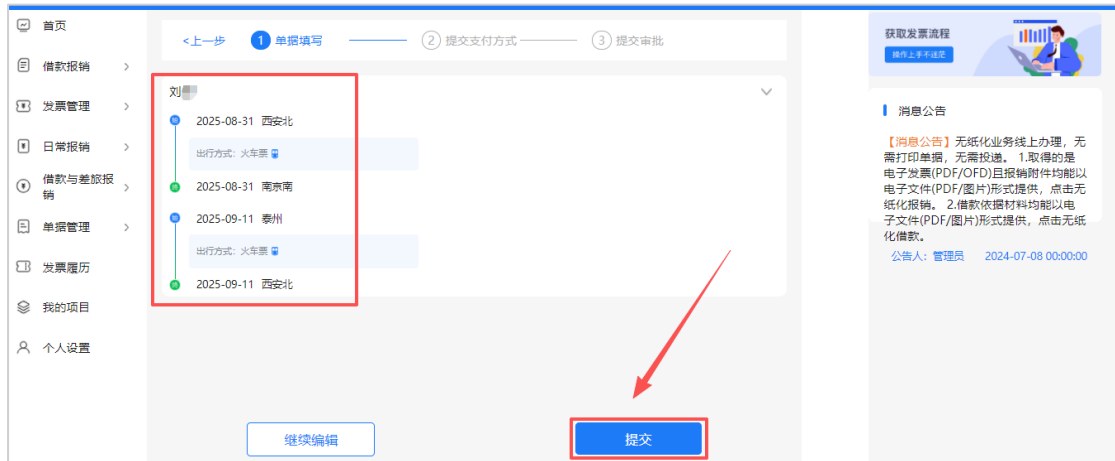 首页
借款报销
发票管理
日常报销
借款与差旅报
销
单据管理
发票履历
我的项目
个人设置
<上一步 1 单据填写 2 提交支付方式 3 提交审批
刘
2025-08-31 西安北
出行方式：火车票
终 2025-08-31 南京南
2025-09-11 泰州
出行方式：火车票
终 2025-09-11 西安北
继续编辑
提交
获取发票流程
操作上手不迷茫
消息公告
【消息公告】无纸化业务线上办理，无
需打印单据，无需投递。 1.取得的是
电子发票(PDF/OFD)且报销附件均能以
电子文件(PDF/图片)形式提供，点击无
纸化报销。 2.借款依据材料均能以电
子文件(PDF/图片)形式提供，点击无纸
化借款。
公告人：管理员 2024-07-08 00:00:00